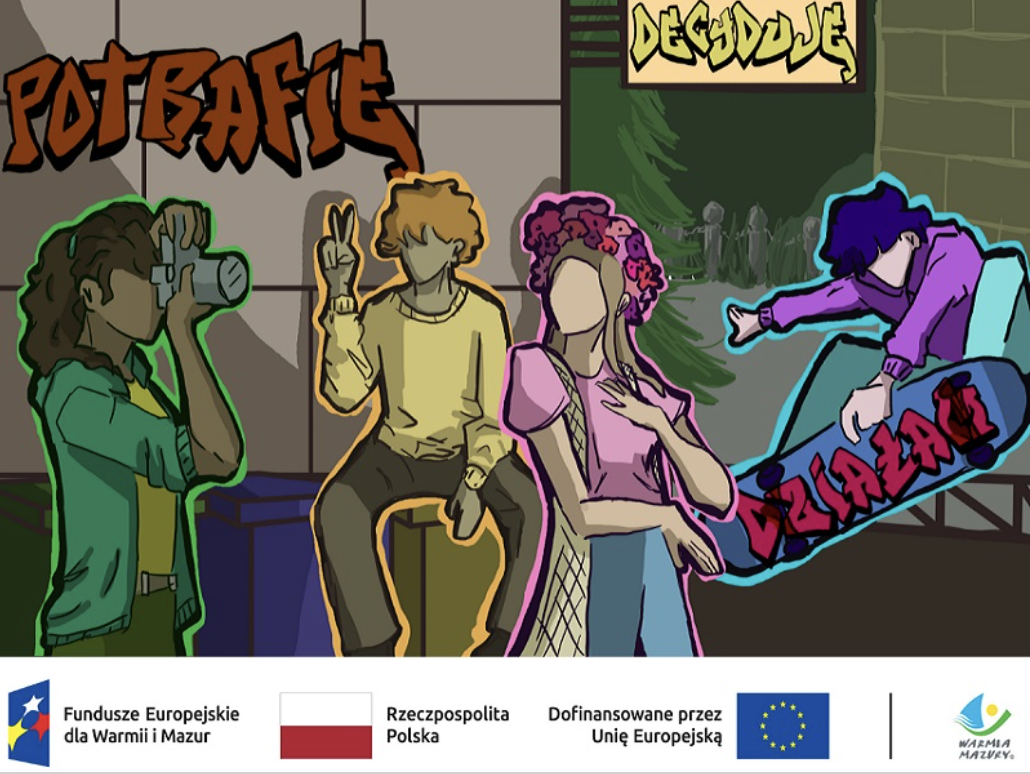 POTRAFIĘ
DECYDUJĘ
DZIAŁAM
Fundusze Europejskie
dla Warmii i Mazur
Rzeczpospolita
Polska
Dofinansowane przez
Unię Europejską
WARMIA
MAZURY